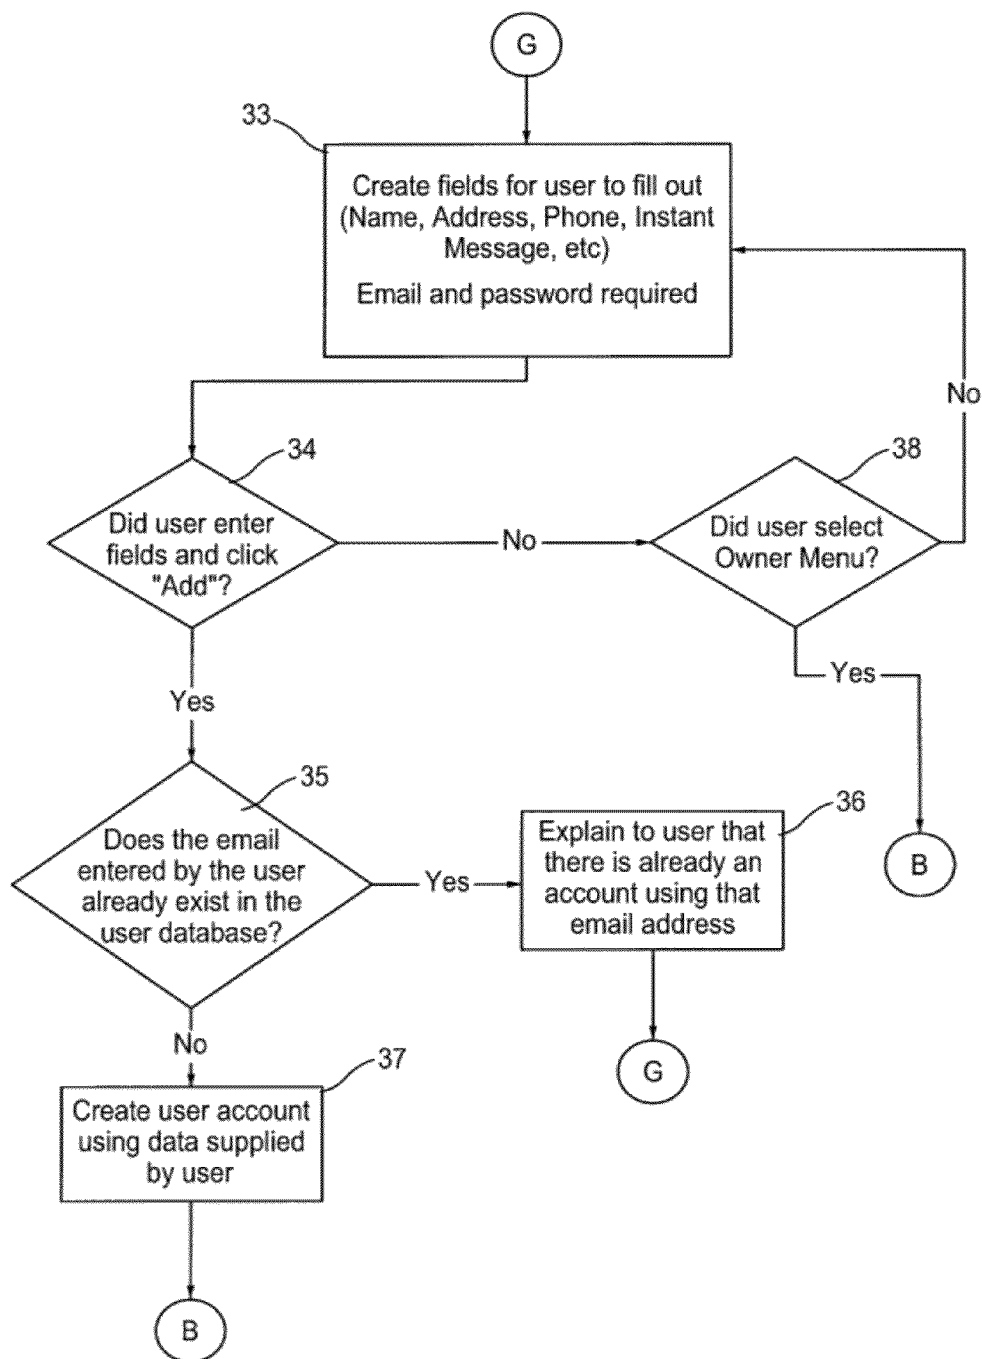 G
33
Create fields for user to fill out
(Name, Address, Phone, Instant
Message, etc)
Email and password required
No
34
Did user enter
fields and click
"Add"?
No
38
Did user select
Owner Menu?
Yes
Yes
B
35
Does the email
entered by the user
already exist in the
user database?
Yes
36
Explain to user that
there is already an
account using that
email address
G
No
37
Create user account
using data supplied
by user
B